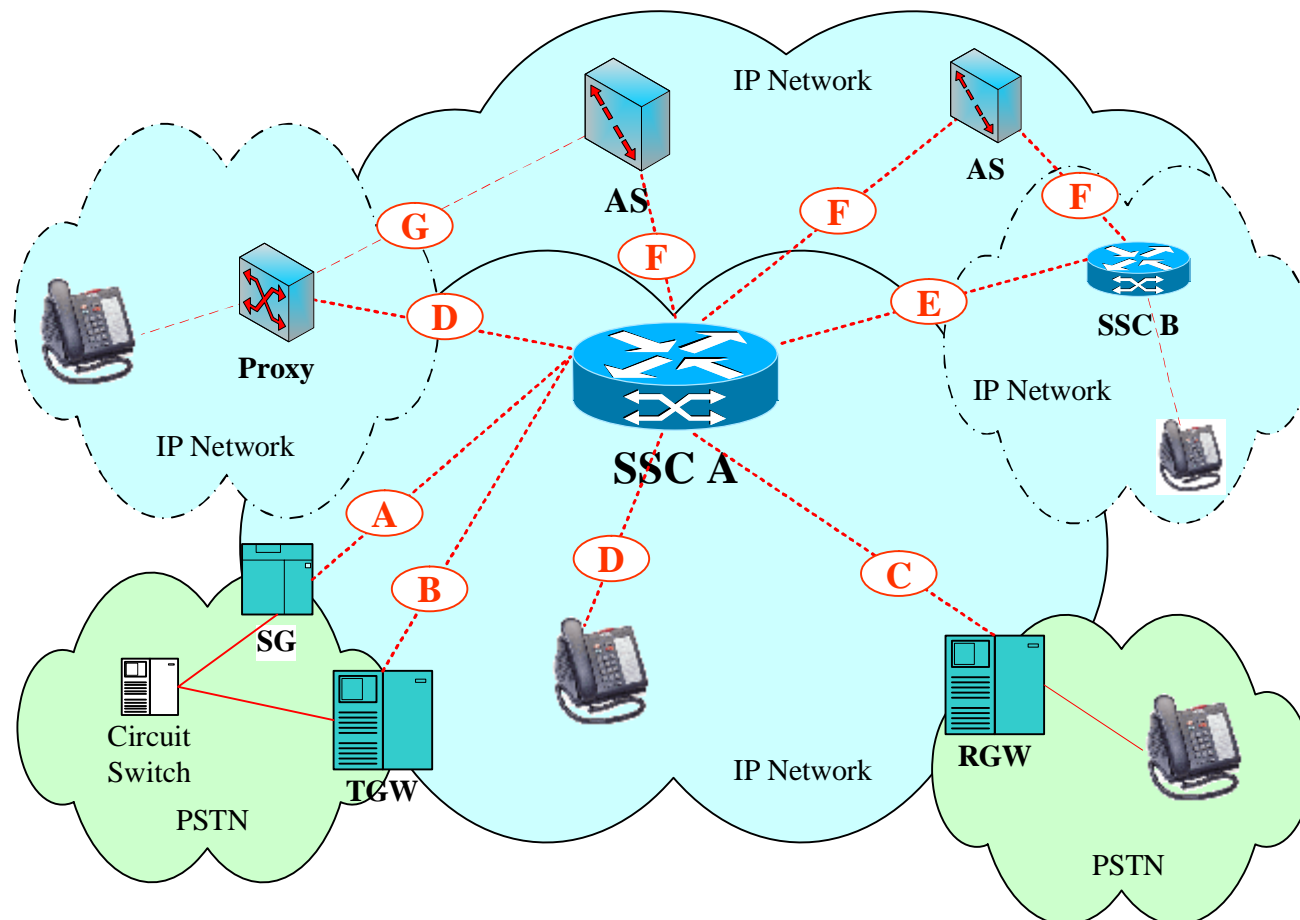 IP Network
AS
AS
F
G
F
F
E
D
Proxy
SSC B
IP Network
IP Network
SSC A
A
B
D
C
SG
Circuit
Switch
TGW
PSTN
IP Network
RGW
PSTN